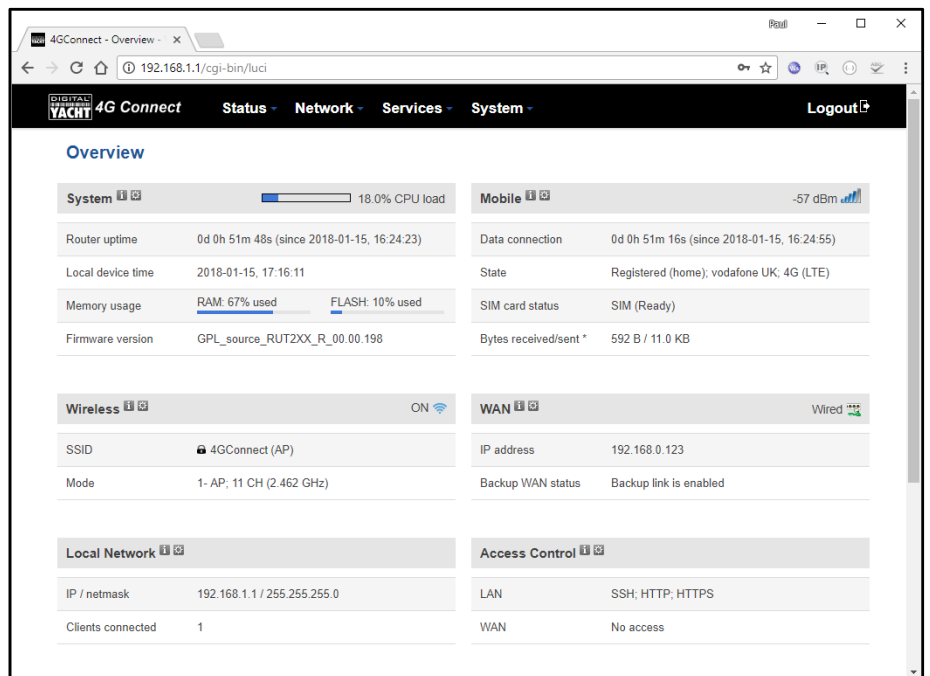 Paul
4GConnect - Overview -
192.168.1.1/cgi-bin/luci
DIGITAL YACHT 4G Connect Status Network Services System Logout
Overview
System 18.0% CPU load
Router uptime 0d 0h 51m 48s (since 2018-01-15, 16:24:23)
Local device time 2018-01-15, 17:16:11
Memory usage RAM: 67% used FLASH: 10% used
Firmware version GPL_source_RUT2XX_R_00.00.198
Mobile -57 dBm
Data connection 0d 0h 51m 16s (since 2018-01-15, 16:24:55)
State Registered (home); vodafone UK; 4G (LTE)
SIM card status SIM (Ready)
Bytes received/sent * 592 B / 11.0 KB
Wireless ON
SSID 4GConnect (AP)
Mode 1- AP; 11 CH (2.462 GHz)
WAN Wired
IP address 192.168.0.123
Backup WAN status Backup link is enabled
Local Network
IP / netmask 192.168.1.1 / 255.255.255.0
Clients connected 1
Access Control
LAN SSH; HTTP; HTTPS
WAN No access